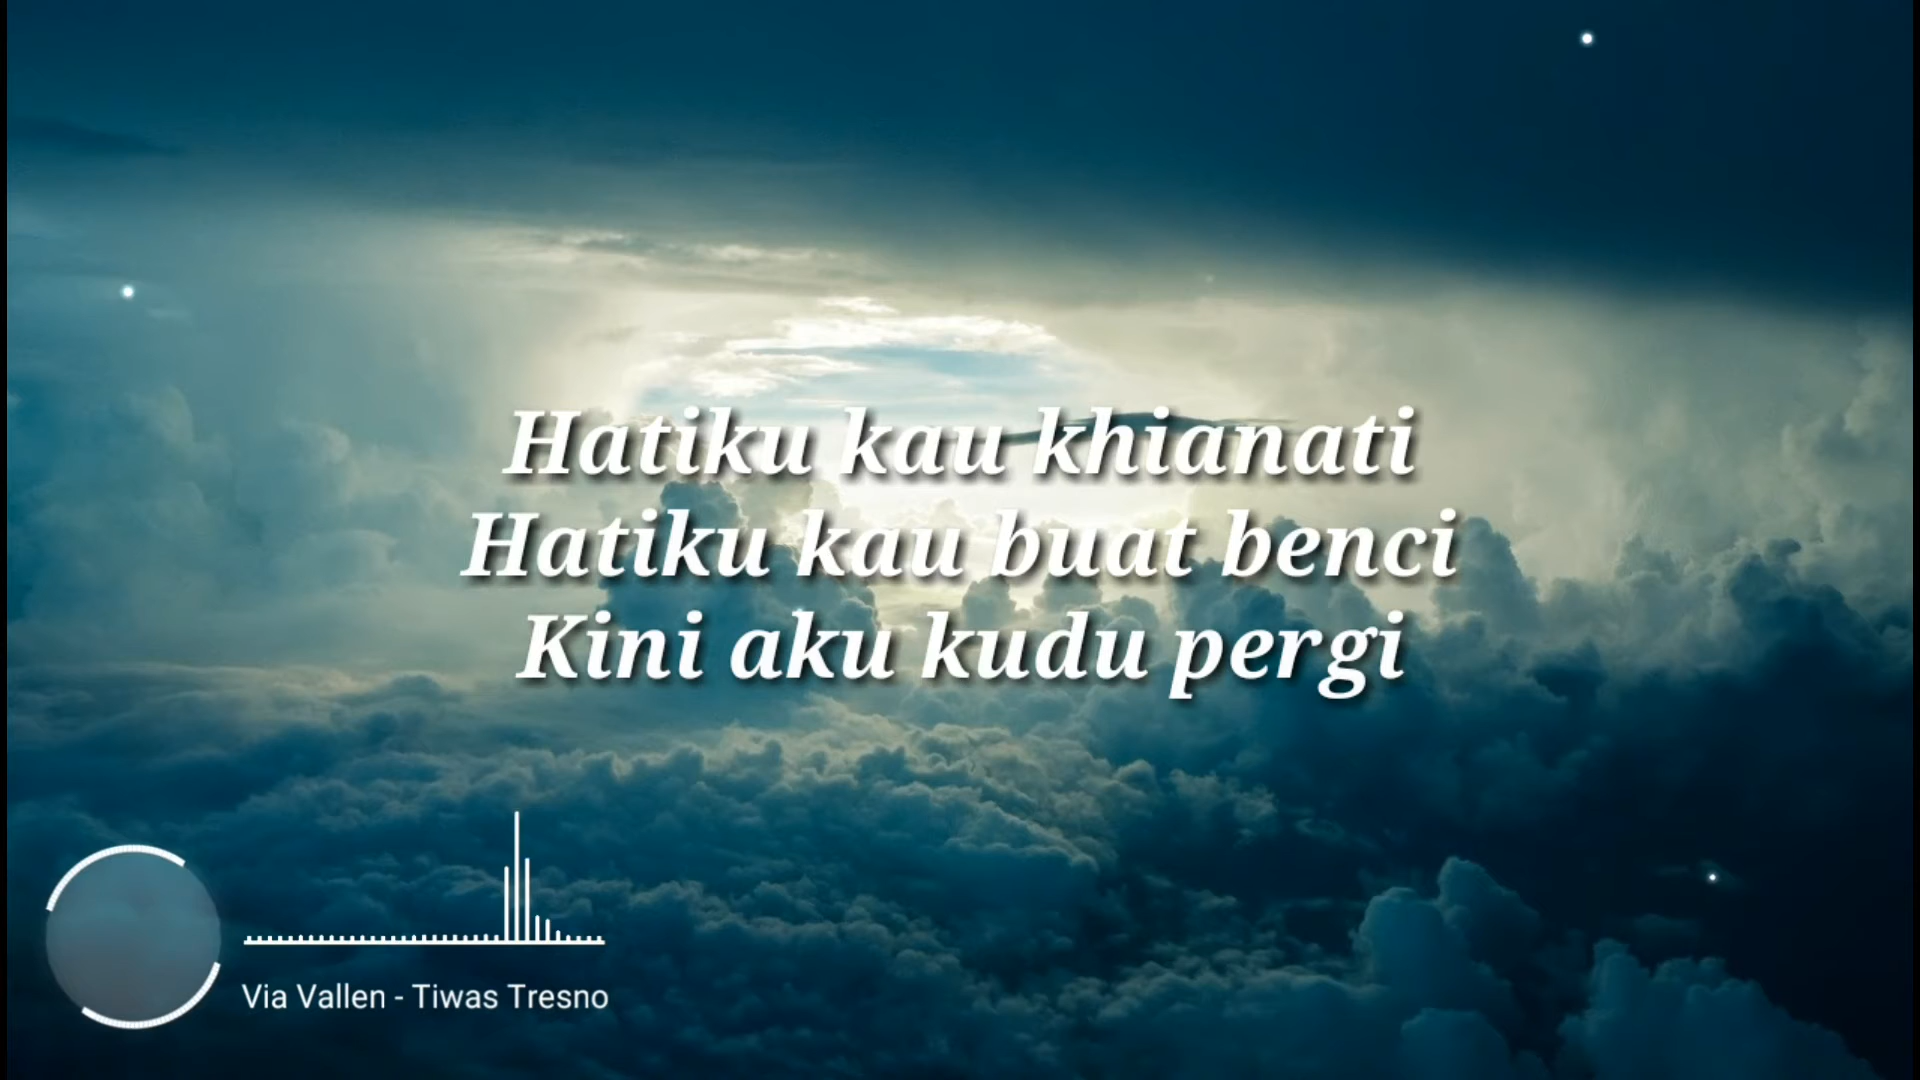 Hatiku kau khianati
Hatiku kau buat benci
Kini aku kudu pergi
Via Vallen - Tiwas Tresno